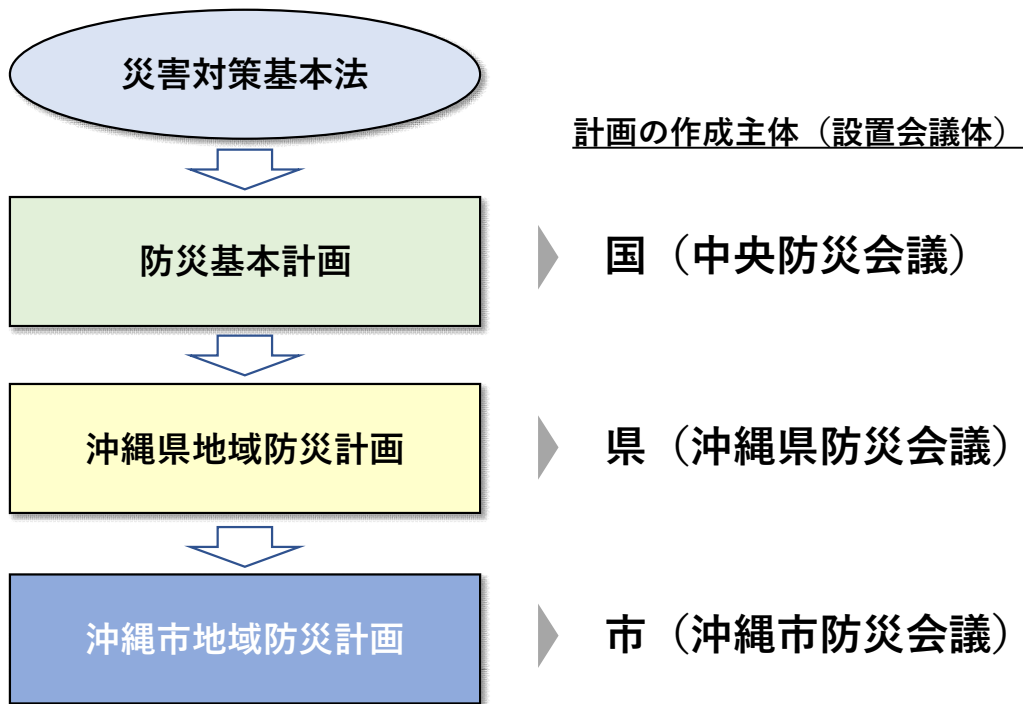 災害対策基本法
計画の作成主体（設置会議体）
防災基本計画
国（中央防災会議）
沖縄県地域防災計画
県（沖縄県防災会議）
沖縄市地域防災計画
市（沖縄市防災会議）